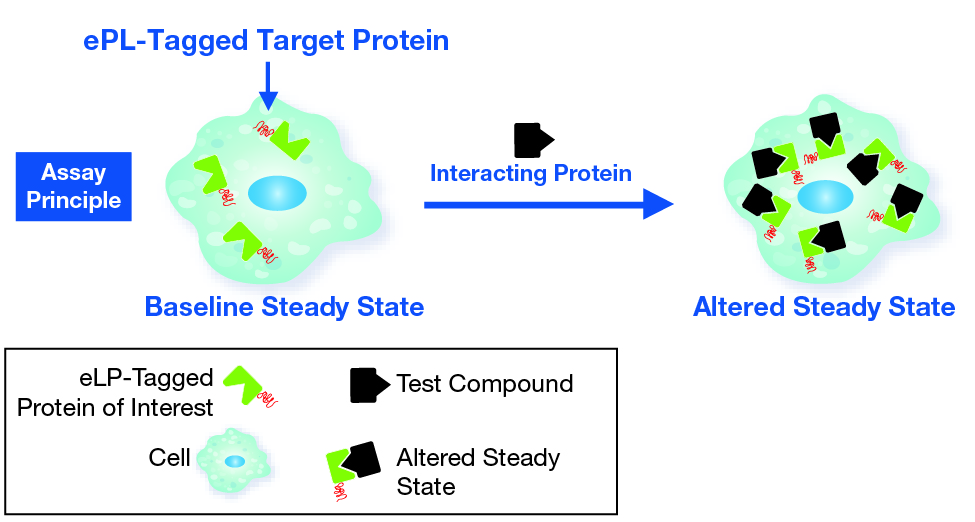 ePL-Tagged Target Protein
Assay
Principle
Interacting Protein
Baseline Steady State
Altered Steady State
eLP-Tagged
Protein of Interest
Test Compound
Cell
Altered Steady
State